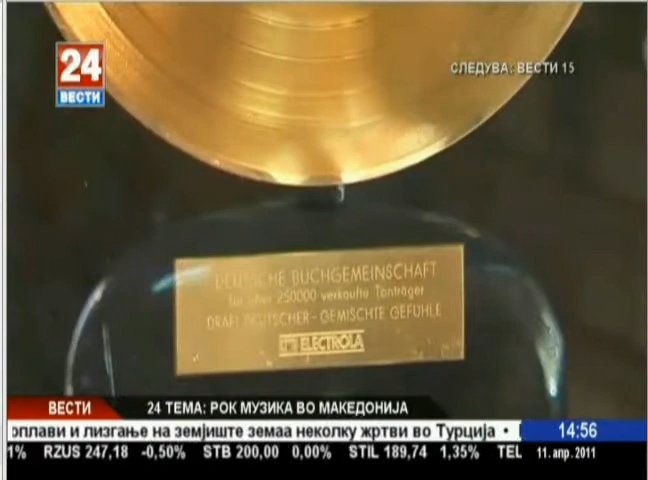 24
ВЕСТИ
СЛЕДУВА: ВЕСТИ 15
DEUTSCHE BUCHGEMEINSCHAFT
für über 250000 verkaufte Tonträger
DRAFI DEUTSCHER - GEMISCHTE GEFÜHLE
ELECTROLA
ВЕСТИ
24 ТЕМА: РОК МУЗИКА ВО МАКЕДОНИЈА
оплави и лизгање на земјиште земаа неколку жртви во Турција •
14:56
1% RZUS 247,18 -0,50% STB 200,00 0,00% STIL 189,74 1,35% TEL
11. апр. 2011